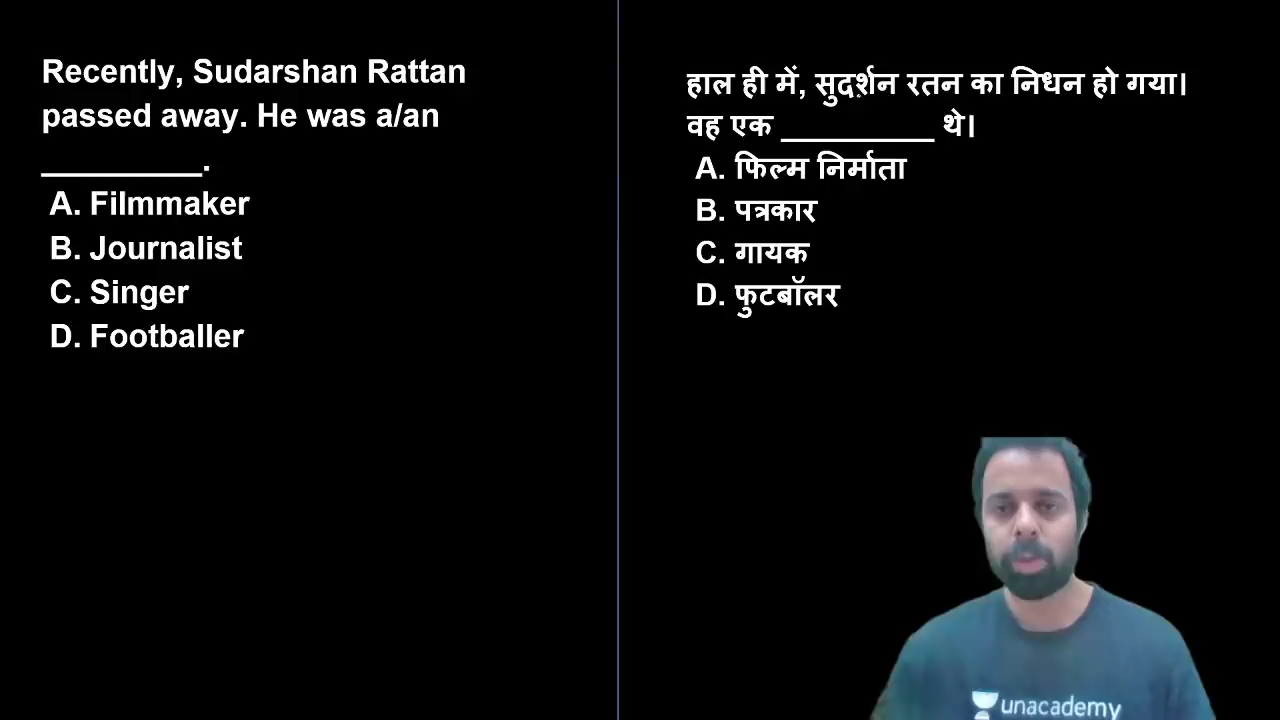 Recently, Sudarshan Rattan
passed away. He was a/an
_________.
A. Filmmaker
B. Journalist
C. Singer
D. Footballer
हाल ही में, सुदर्शन रतन का निधन हो गया।
वह एक __________ थे।
A. फिल्म निर्माता
B. पत्रकार
C. गायक
D. फुटबॉलर
unacademy